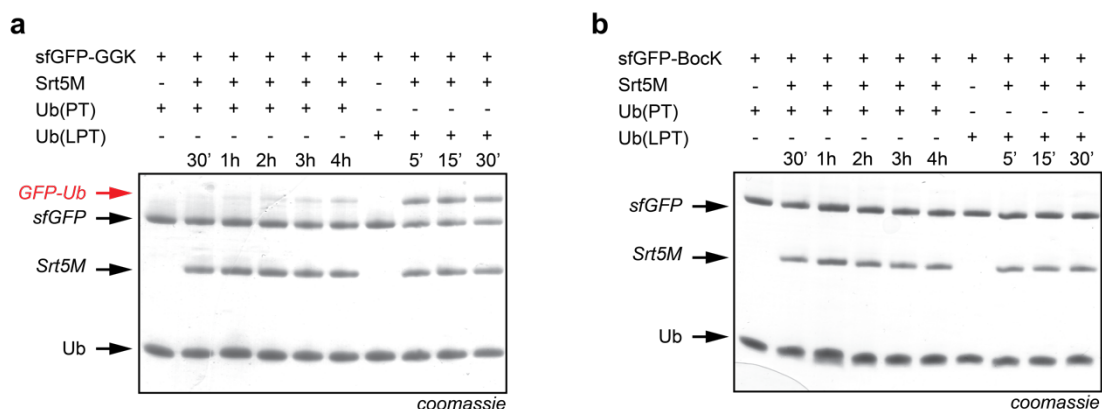 a
sfGFP-GGK + + + + + + + + + +
Srt5M - + + + + + - + + +
Ub(PT) + + + + + + - - - -
Ub(LPT) - - - - - - + + + +
30’ 1h 2h 3h 4h 5’ 15’ 30’
GFP-Ub
sfGFP
Srt5M
Ub
coomassie
b
sfGFP-BocK + + + + + + + + + +
Srt5M - + + + + + - + + +
Ub(PT) + + + + + + - - - -
Ub(LPT) - - - - - - + + + +
30’ 1h 2h 3h 4h 5’ 15’ 30’
sfGFP
Srt5M
Ub
coomassie